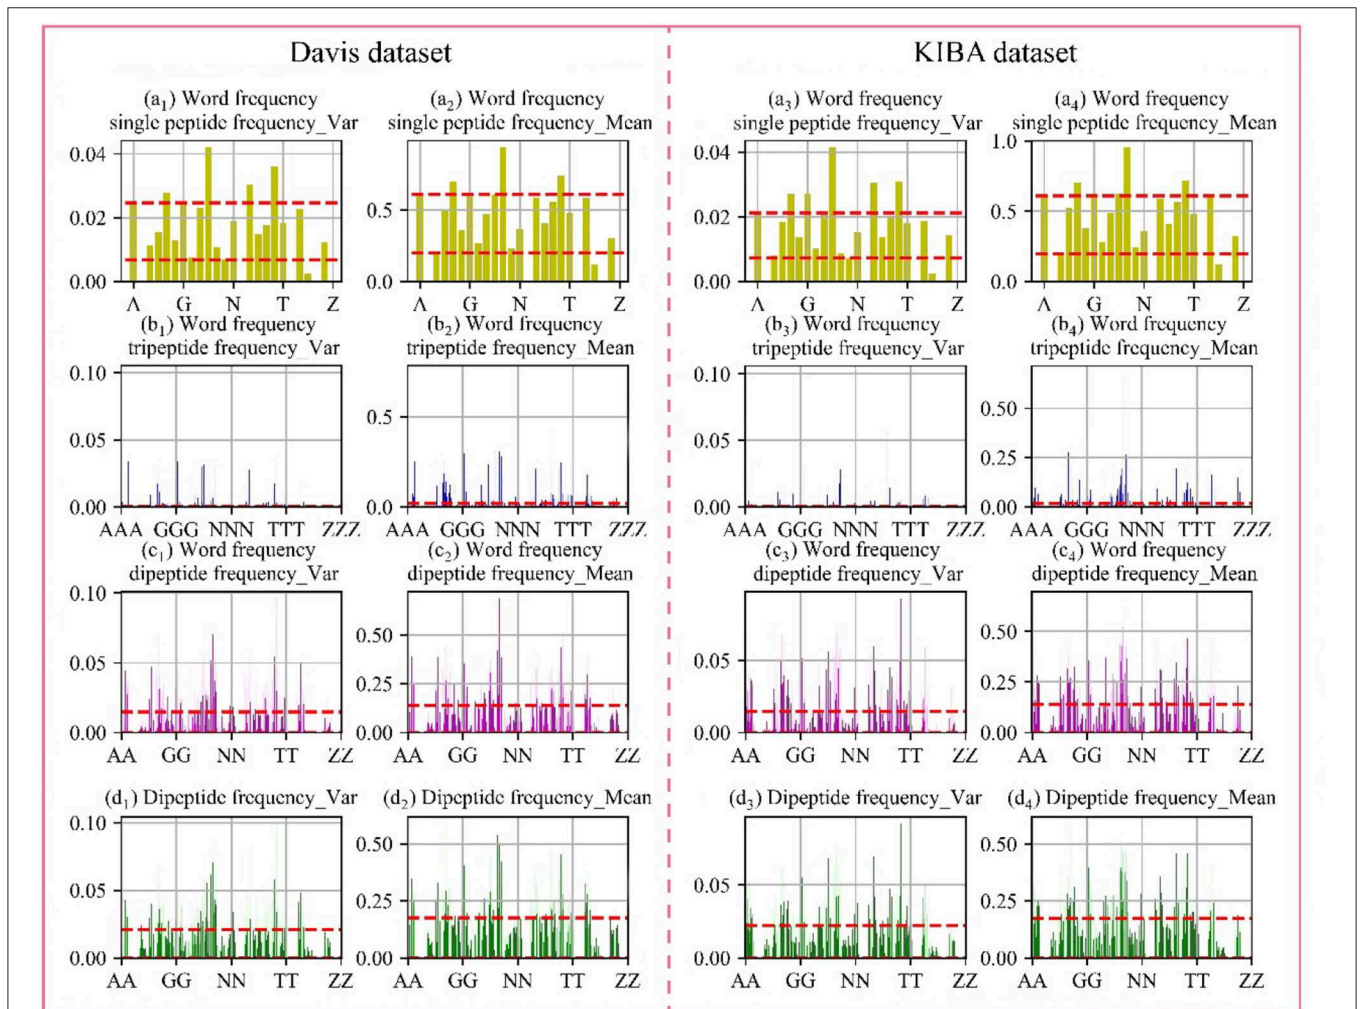 Davis dataset
KIBA dataset
(a1) Word frequency
single peptide frequency_Var
(a2) Word frequency
single peptide frequency_Mean
(a3) Word frequency
single peptide frequency_Var
(a4) Word frequency
single peptide frequency_Mean
0.04
0.02
0.00
A G N T Z
0.5
0.0
A G N T Z
0.04
0.02
0.00
A G N T Z
1.0
0.5
0.0
A G N T Z
(b1) Word frequency
tripeptide frequency_Var
(b2) Word frequency
tripeptide frequency_Mean
(b3) Word frequency
tripeptide frequency_Var
(b4) Word frequency
tripeptide frequency_Mean
0.10
0.05
0.00
AAA GGG NNN TTT ZZZ
0.5
0.0
AAA GGG NNN TTT ZZZ
0.10
0.05
0.00
AAA GGG NNN TTT ZZZ
0.50
0.25
0.00
AAA GGG NNN TTT ZZZ
(c1) Word frequency
dipeptide frequency_Var
(c2) Word frequency
dipeptide frequency_Mean
(c3) Word frequency
dipeptide frequency_Var
(c4) Word frequency
dipeptide frequency_Mean
0.10
0.05
0.00
AA GG NN TT ZZ
0.50
0.25
0.00
AA GG NN TT ZZ
0.05
0.00
AA GG NN TT ZZ
0.50
0.25
0.00
AA GG NN TT ZZ
(d1) Dipeptide frequency_Var
(d2) Dipeptide frequency_Mean
(d3) Dipeptide frequency_Var
(d4) Dipeptide frequency_Mean
0.10
0.05
0.00
AA GG NN TT ZZ
0.50
0.25
0.00
AA GG NN TT ZZ
0.05
0.00
AA GG NN TT ZZ
0.50
0.25
0.00
AA GG NN TT ZZ